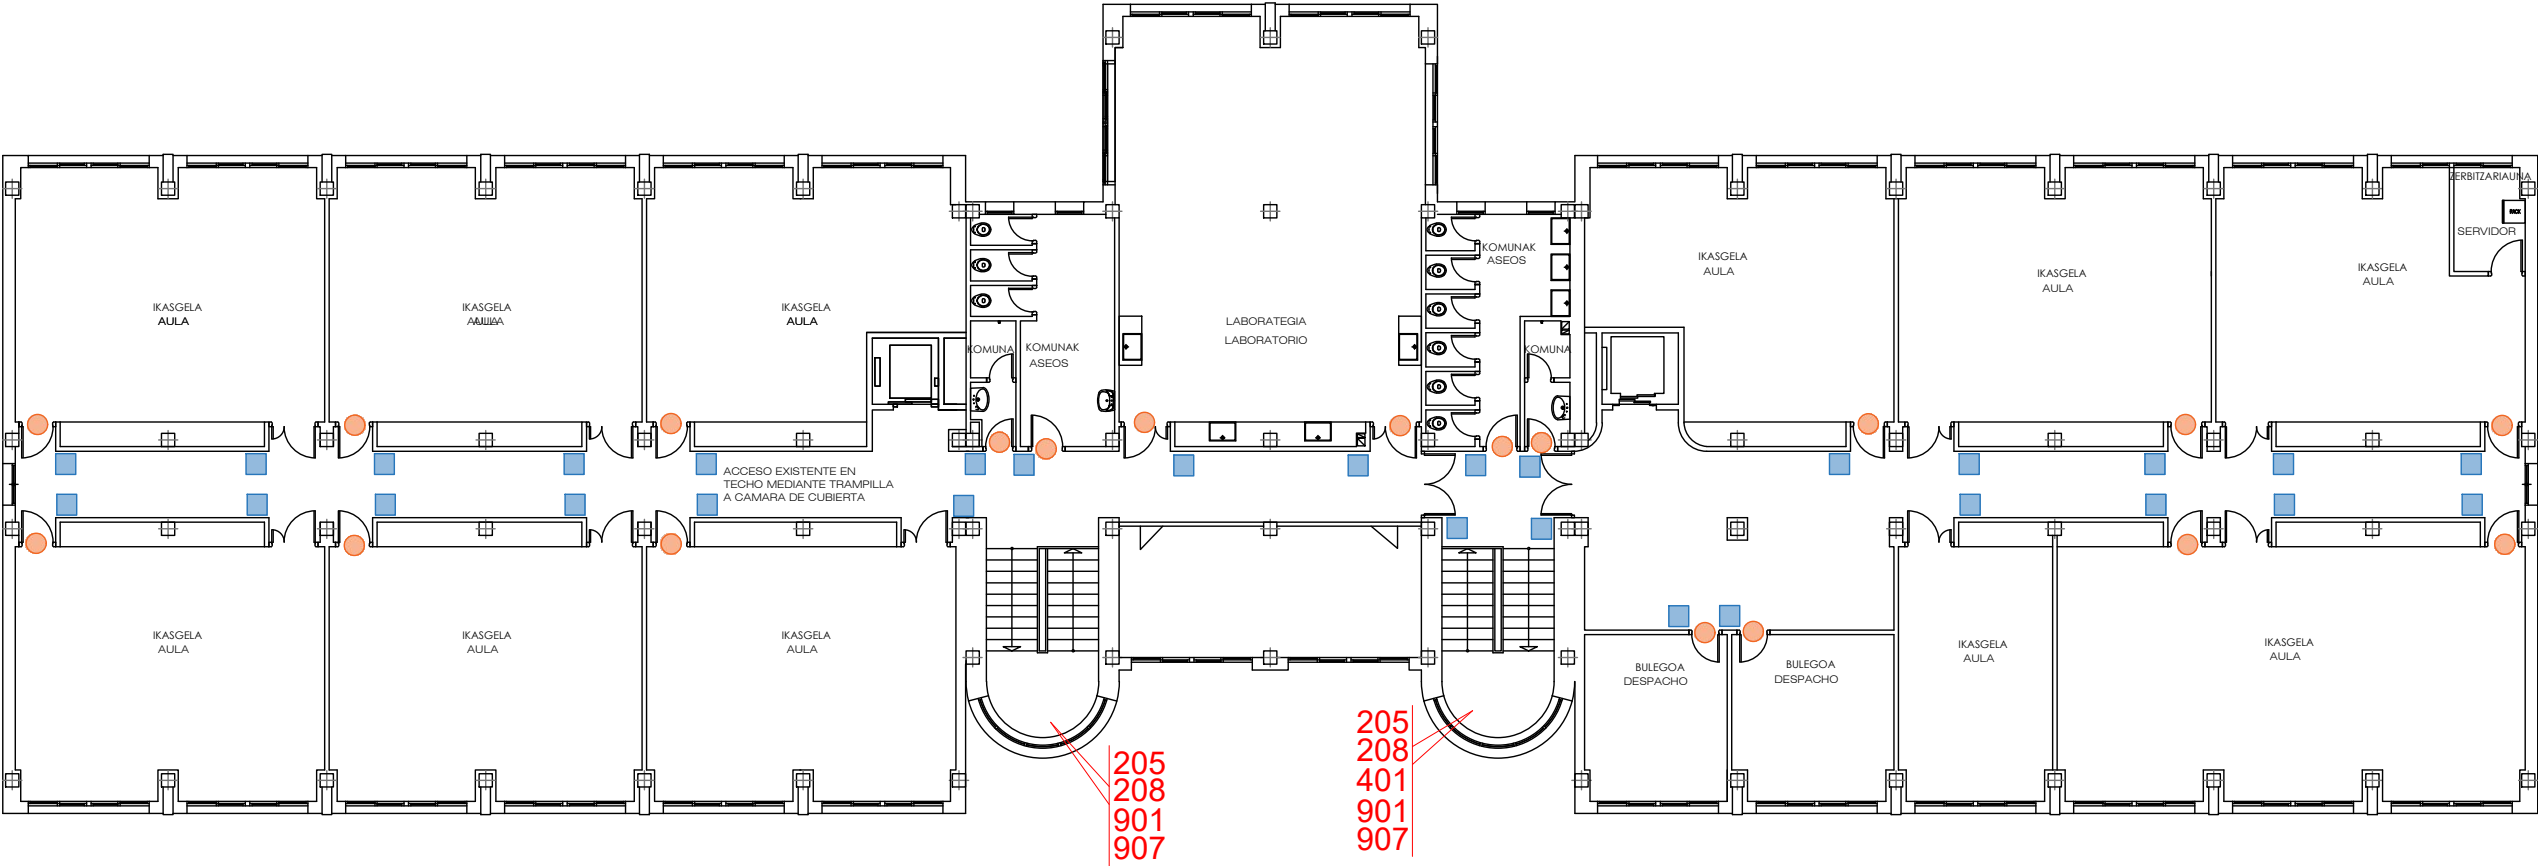 ZERBITZARIAUNA
RACK
SERVIDOR
KOMUNAK
ASEOS
IKASGELA
AULA
IKASGELA
AULA
IKASGELA
AULA
IKASGELA
AULA
IKASGELA
AULA
IKASGELA
AULA
LABORATEGIA
LABORATORIO
KOMUNA
KOMUNAK
ASEOS
KOMUNA
ACCESO EXISTENTE EN
TECHO MEDIANTE TRAMPILLA
A CAMARA DE CUBIERTA
IKASGELA
AULA
IKASGELA
AULA
IKASGELA
AULA
BULEGOA
DESPACHO
BULEGOA
DESPACHO
IKASGELA
AULA
IKASGELA
AULA
205
208
901
907
205
208
401
901
907